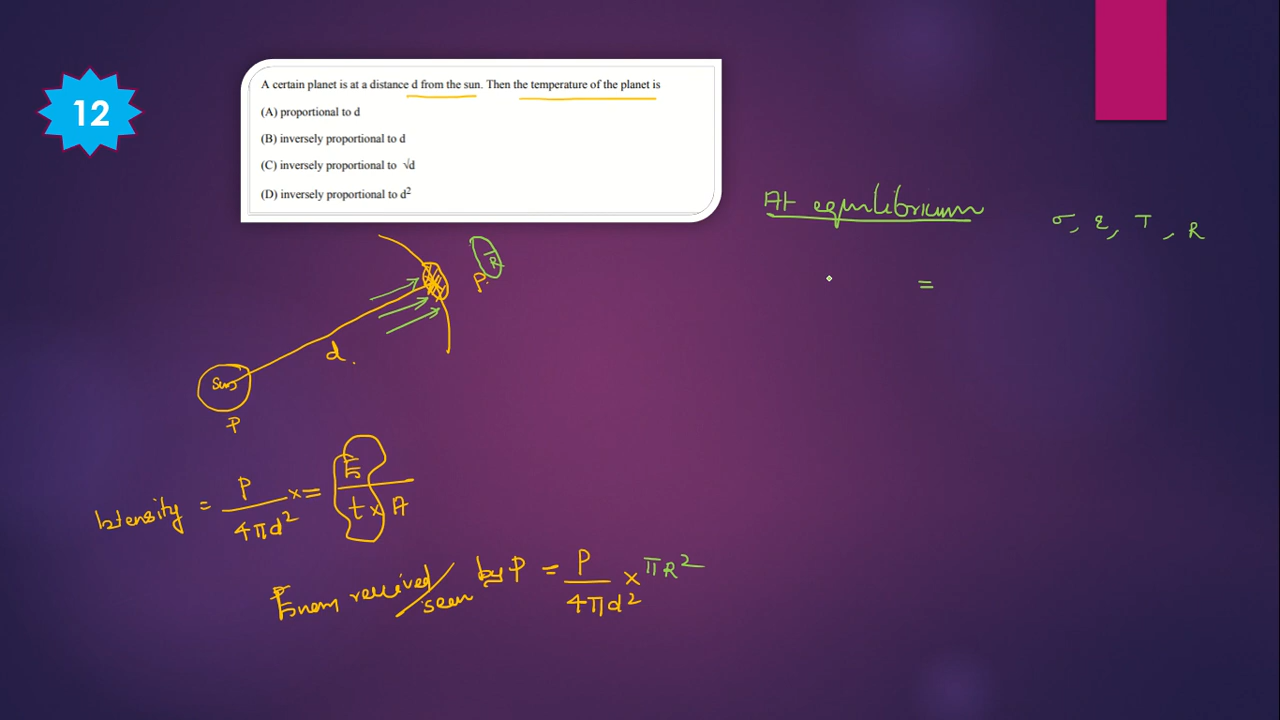 12
A certain planet is at a distance d from the sun. Then the temperature of the planet is
(A) proportional to d
(B) inversely proportional to d
(C) inversely proportional to √d
(D) inversely proportional to d²
At equilibrium
σ, ε, T, R
=
R
P.
d.
Sun
P
Intensity = P / 4πd² × = E / t × A
received/seen by P = P / 4πd² × πR²